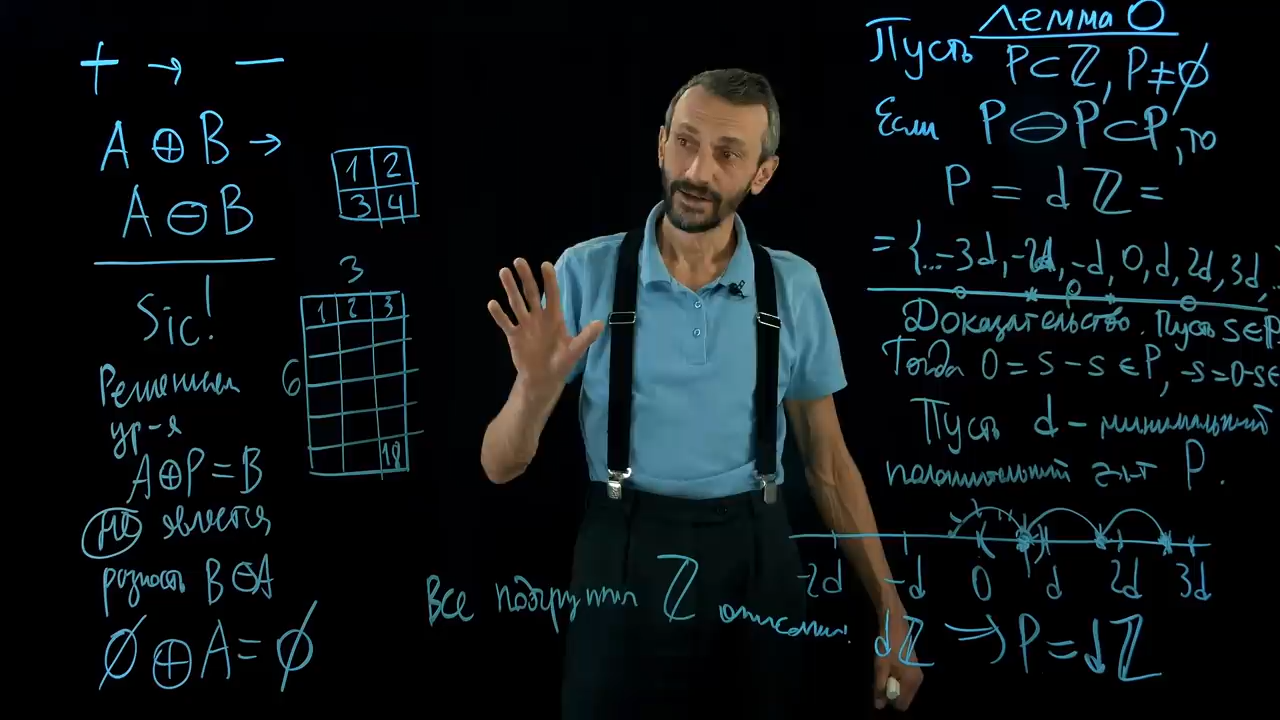 + → −
A ⊕ B →
A ⊖ B
Sic!
Решением
ур-я
A ⊕ P = B
НЕ является
разность B ⊖ A
∅ ⊕ A = ∅
1 2
3 4
3
1 2 3
6
18
Все подгруппы ℤ описаны!
Лемма 0
Пусть P ⊂ ℤ, P ≠ ∅
Если P ⊖ P ⊂ P, то
P = dℤ =
= {...-3d, -2d, -d, 0, d, 2d, 3d,
Доказательство. Пусть s ∈ P
Тогда 0 = s − s ∈ P, -s = 0-s ∈
Пусть d – минимальный
положительный эл-т P.
-2d -d 0 d 2d 3d
dℤ ⇒ P = dℤ